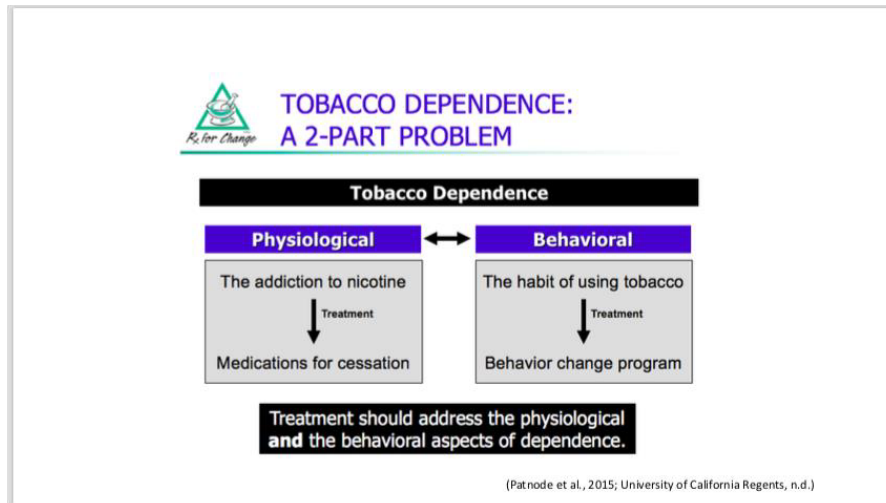 TOBACCO DEPENDENCE:
A 2-PART PROBLEM
Rx for Change
Tobacco Dependence
Physiological
The addiction to nicotine
Treatment
Medications for cessation
Behavioral
The habit of using tobacco
Treatment
Behavior change program
Treatment should address the physiological
and the behavioral aspects of dependence.
(Patnode et al., 2015; University of California Regents, n.d.)